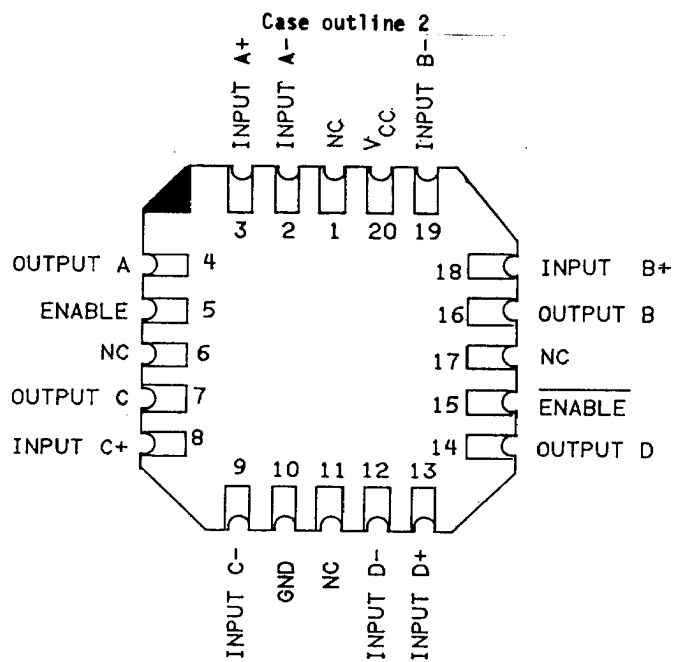 Case outline 2
INPUT A+
INPUT A-
NC
VCC
INPUT B-
3 2 1 20 19
OUTPUT A 4
ENABLE 5
NC 6
OUTPUT C 7
INPUT C+ 8
18 INPUT B+
16 OUTPUT B
17 NC
15 E̅N̅A̅B̅L̅E̅
14 OUTPUT D
9 10 11 12 13
INPUT C-
GND
NC
INPUT D-
INPUT D+